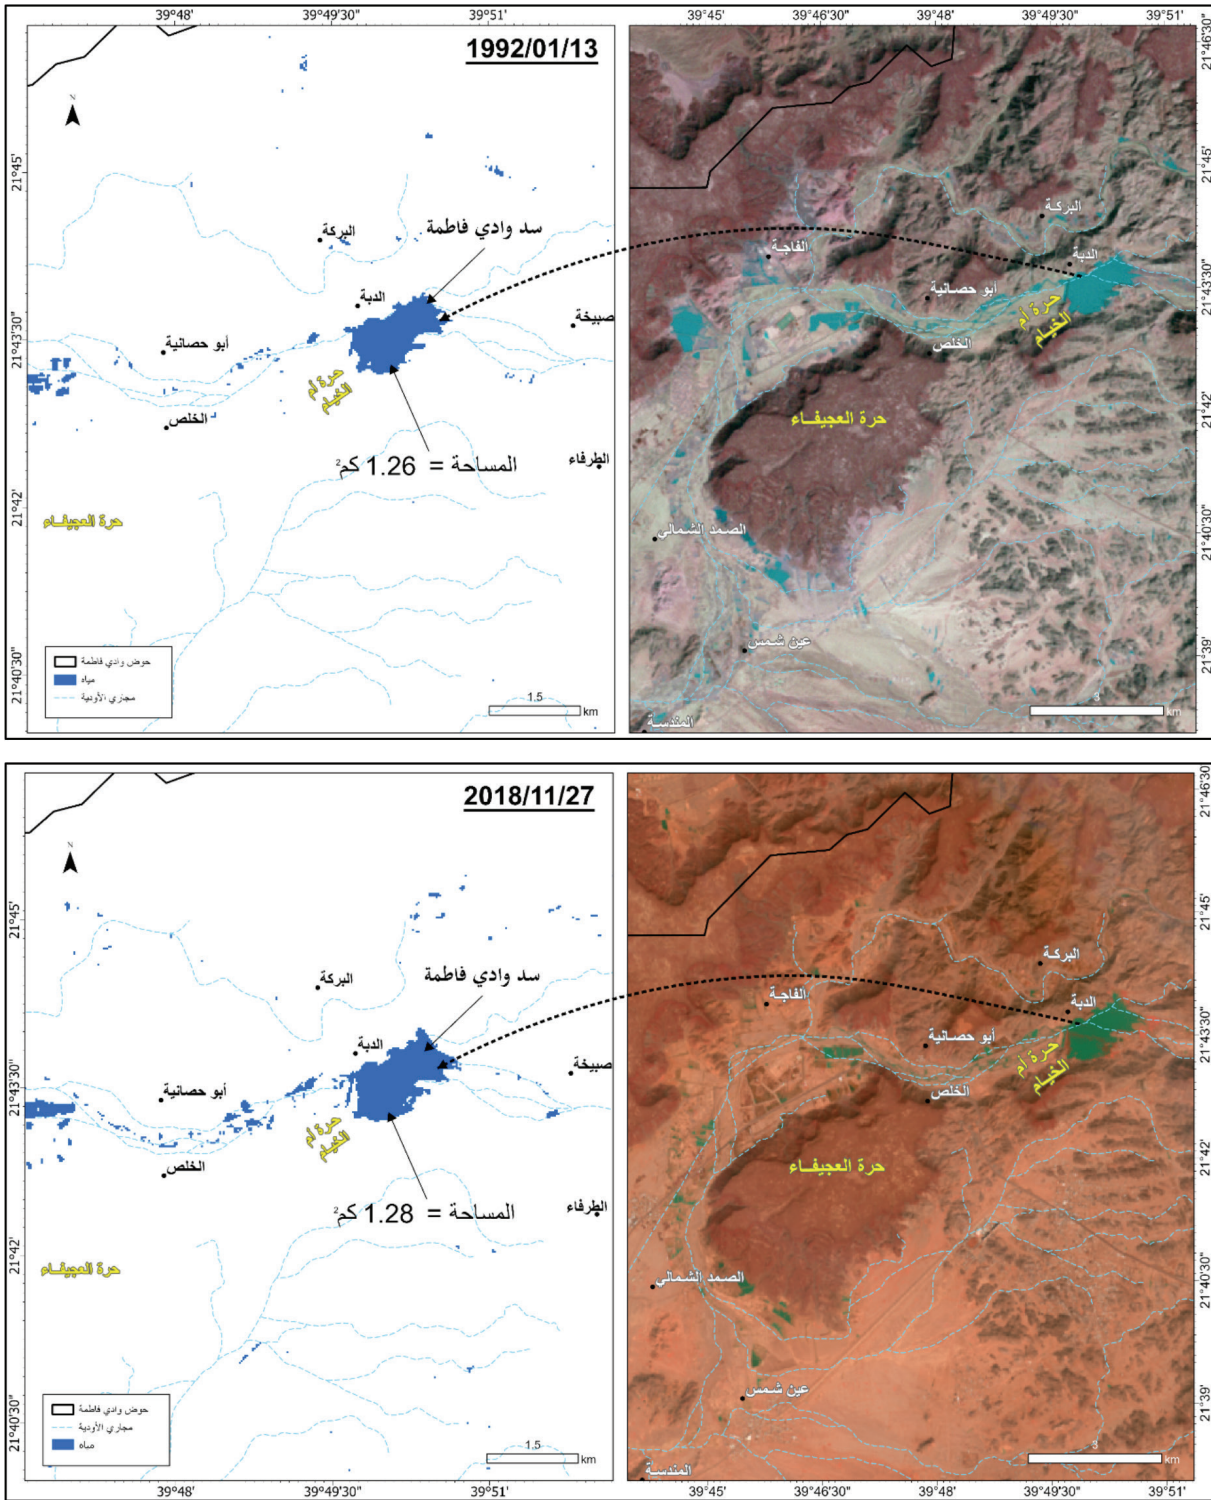 39°48' 39°49'30" 39°51'
39°45' 39°46'30" 39°48' 39°49'30" 39°51'
1992/01/13
N
21°45'
21°43'30"
21°42'
21°40'30"
البركة
سد وادي فاطمة
الدبة
صبيخة
أبو حصانية
حرة أم
الخيام
الخلص
المساحة = 1.26 كم²
الطرفاء
حرة العجيفاء
حوض وادي فاطمة
مياه
مجاري الأودية
1.5
km
21°46'30"
21°45'
21°43'30"
21°42'
21°40'30"
21°39'
البركة
الدبة
الفاجة
أبو حصانية
حرة أم
الخيام
الخلص
حرة العجيفاء
الصمد الشمالي
عين شمس
المندسة
3
km
2018/11/27
N
21°45'
21°43'30"
21°42'
21°40'30"
البركة
سد وادي فاطمة
الدبة
صبيخة
أبو حصانية
حرة أم
الخيام
الخلص
المساحة = 1.28 كم²
الطرفاء
حرة العجيفاء
حوض وادي فاطمة
مجاري الأودية
مياه
1.5
km
39°48' 39°49'30" 39°51'
21°46'30
21°45'
21°43'30"
21°42'
21°40'30"
21°39'
البركة
الدبة
الفاجة
أبو حصانية
حرة أم
الخيام
الخلص
حرة العجيفاء
الصمد الشمالي
عين شمس
المندسة
3
km
39°45' 39°46'30" 39°48' 39°49'30" 39°51'